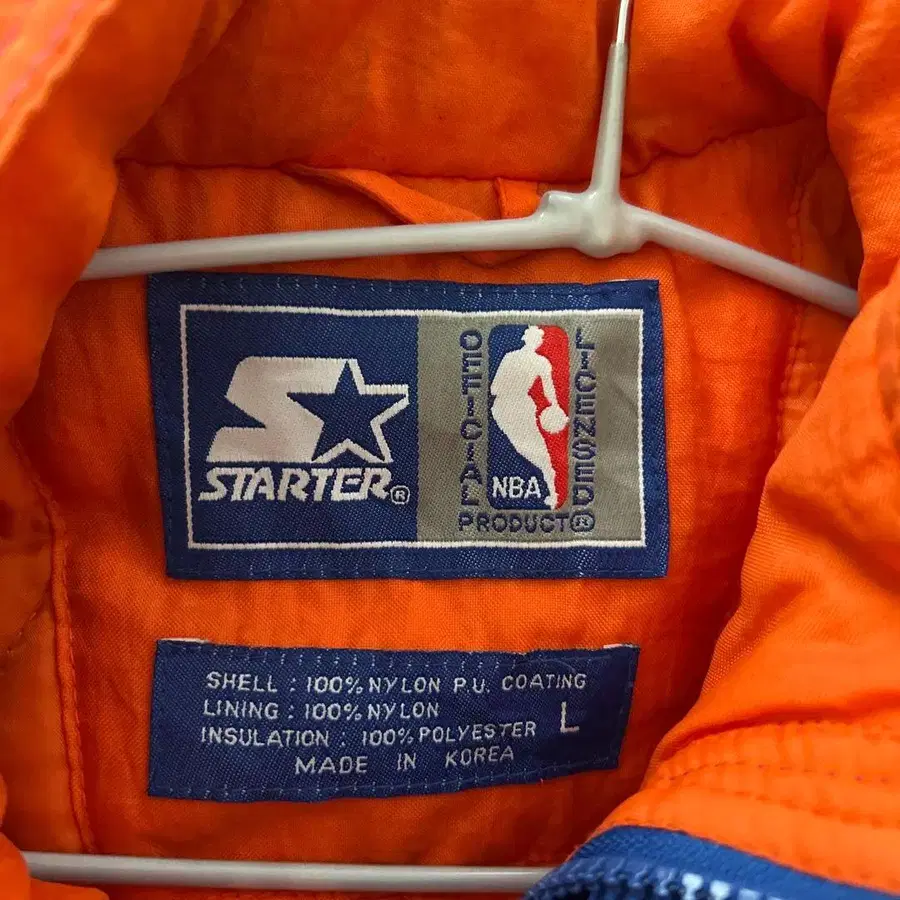 STARTER®
OFFICIAL
LICENSED
NBA
PRODUCT®
SHELL : 100% NYLON P.U. COATING
LINING : 100% NYLON
INSULATION : 100% POLYESTER
L
MADE IN KOREA